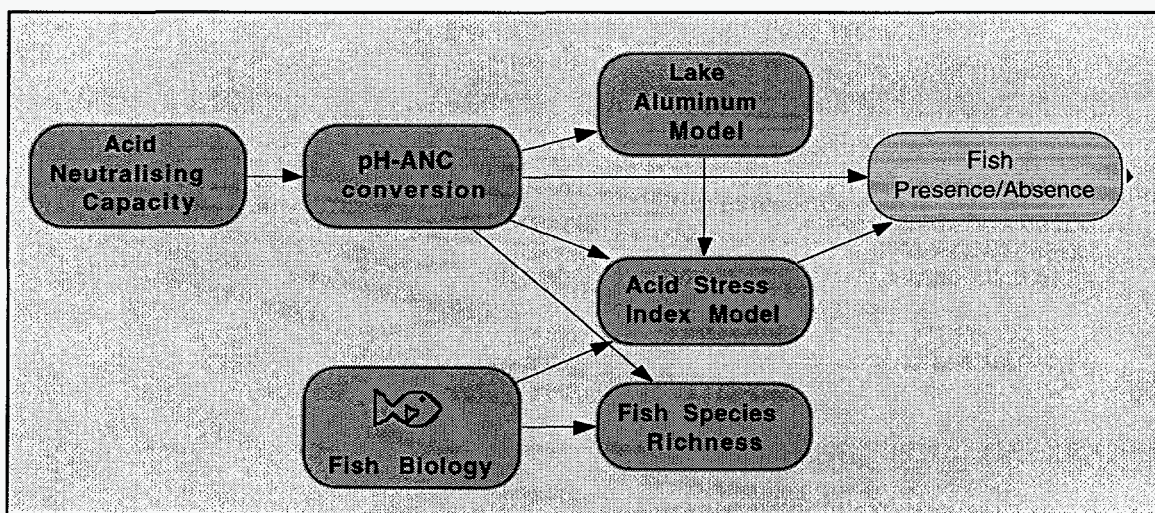 Acid
Neutralising
Capacity
pH-ANC
conversion
Lake
Aluminum
Model
Fish
Presence/Absence
Acid Stress
Index Model
Fish Biology
Fish Species
Richness